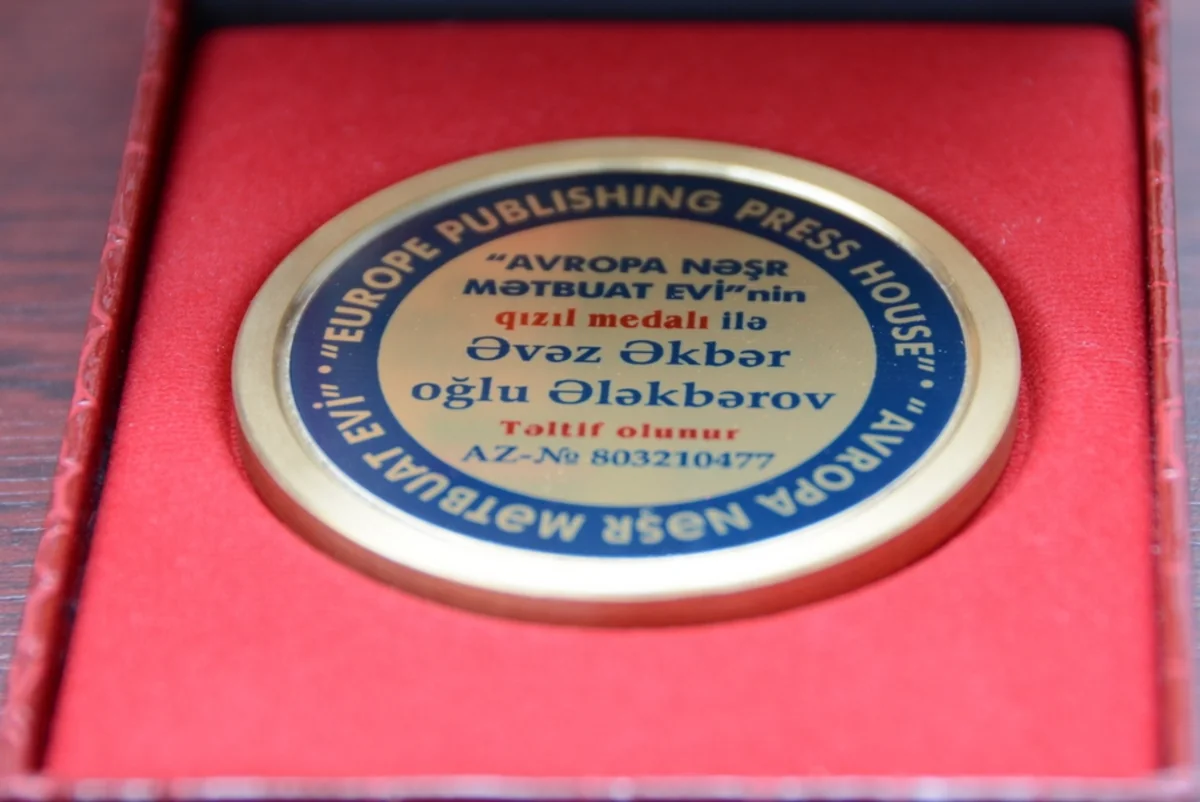 "EUROPE PUBLISHING PRESS HOUSE" •
"AVROPA NƏŞR MƏTBUAT EVİ" •
"AVROPA NƏŞR
MƏTBUAT EVİ"nin
qızıl medalı ilə
Əvəz Əkbər
oğlu Ələkbərov
Təltif olunur
AZ-№ 803210477